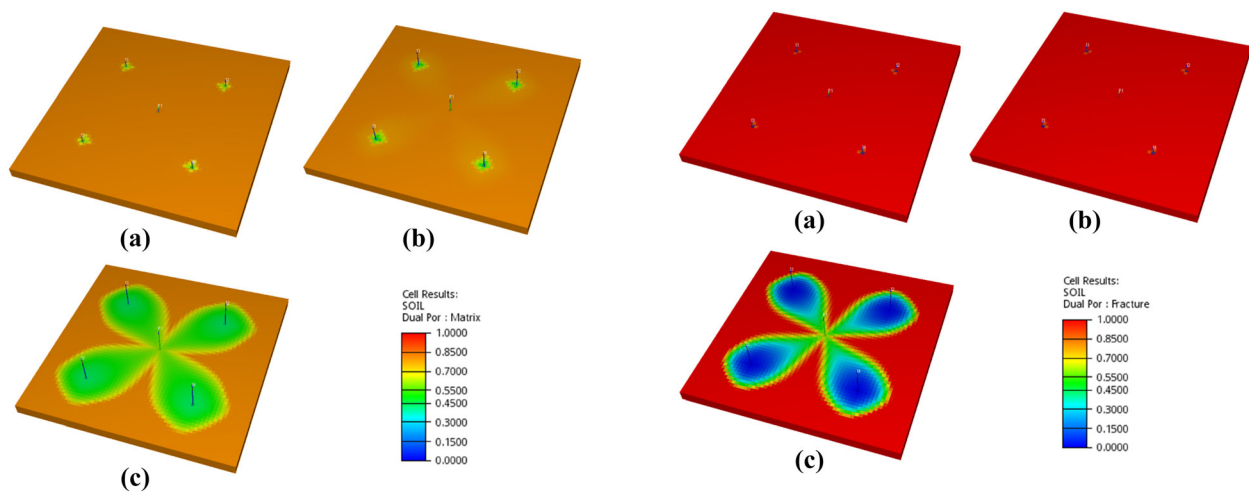 (a)
(b)
(a)
(b)
(c)
Cell Results:
SOIL
Dual Por : Matrix
1.0000
0.8500
0.7000
0.5500
0.4500
0.3000
0.1500
0.0000
(c)
Cell Results:
SOIL
Dual Por : Fracture
1.0000
0.8500
0.7000
0.5500
0.4500
0.3000
0.1500
0.0000